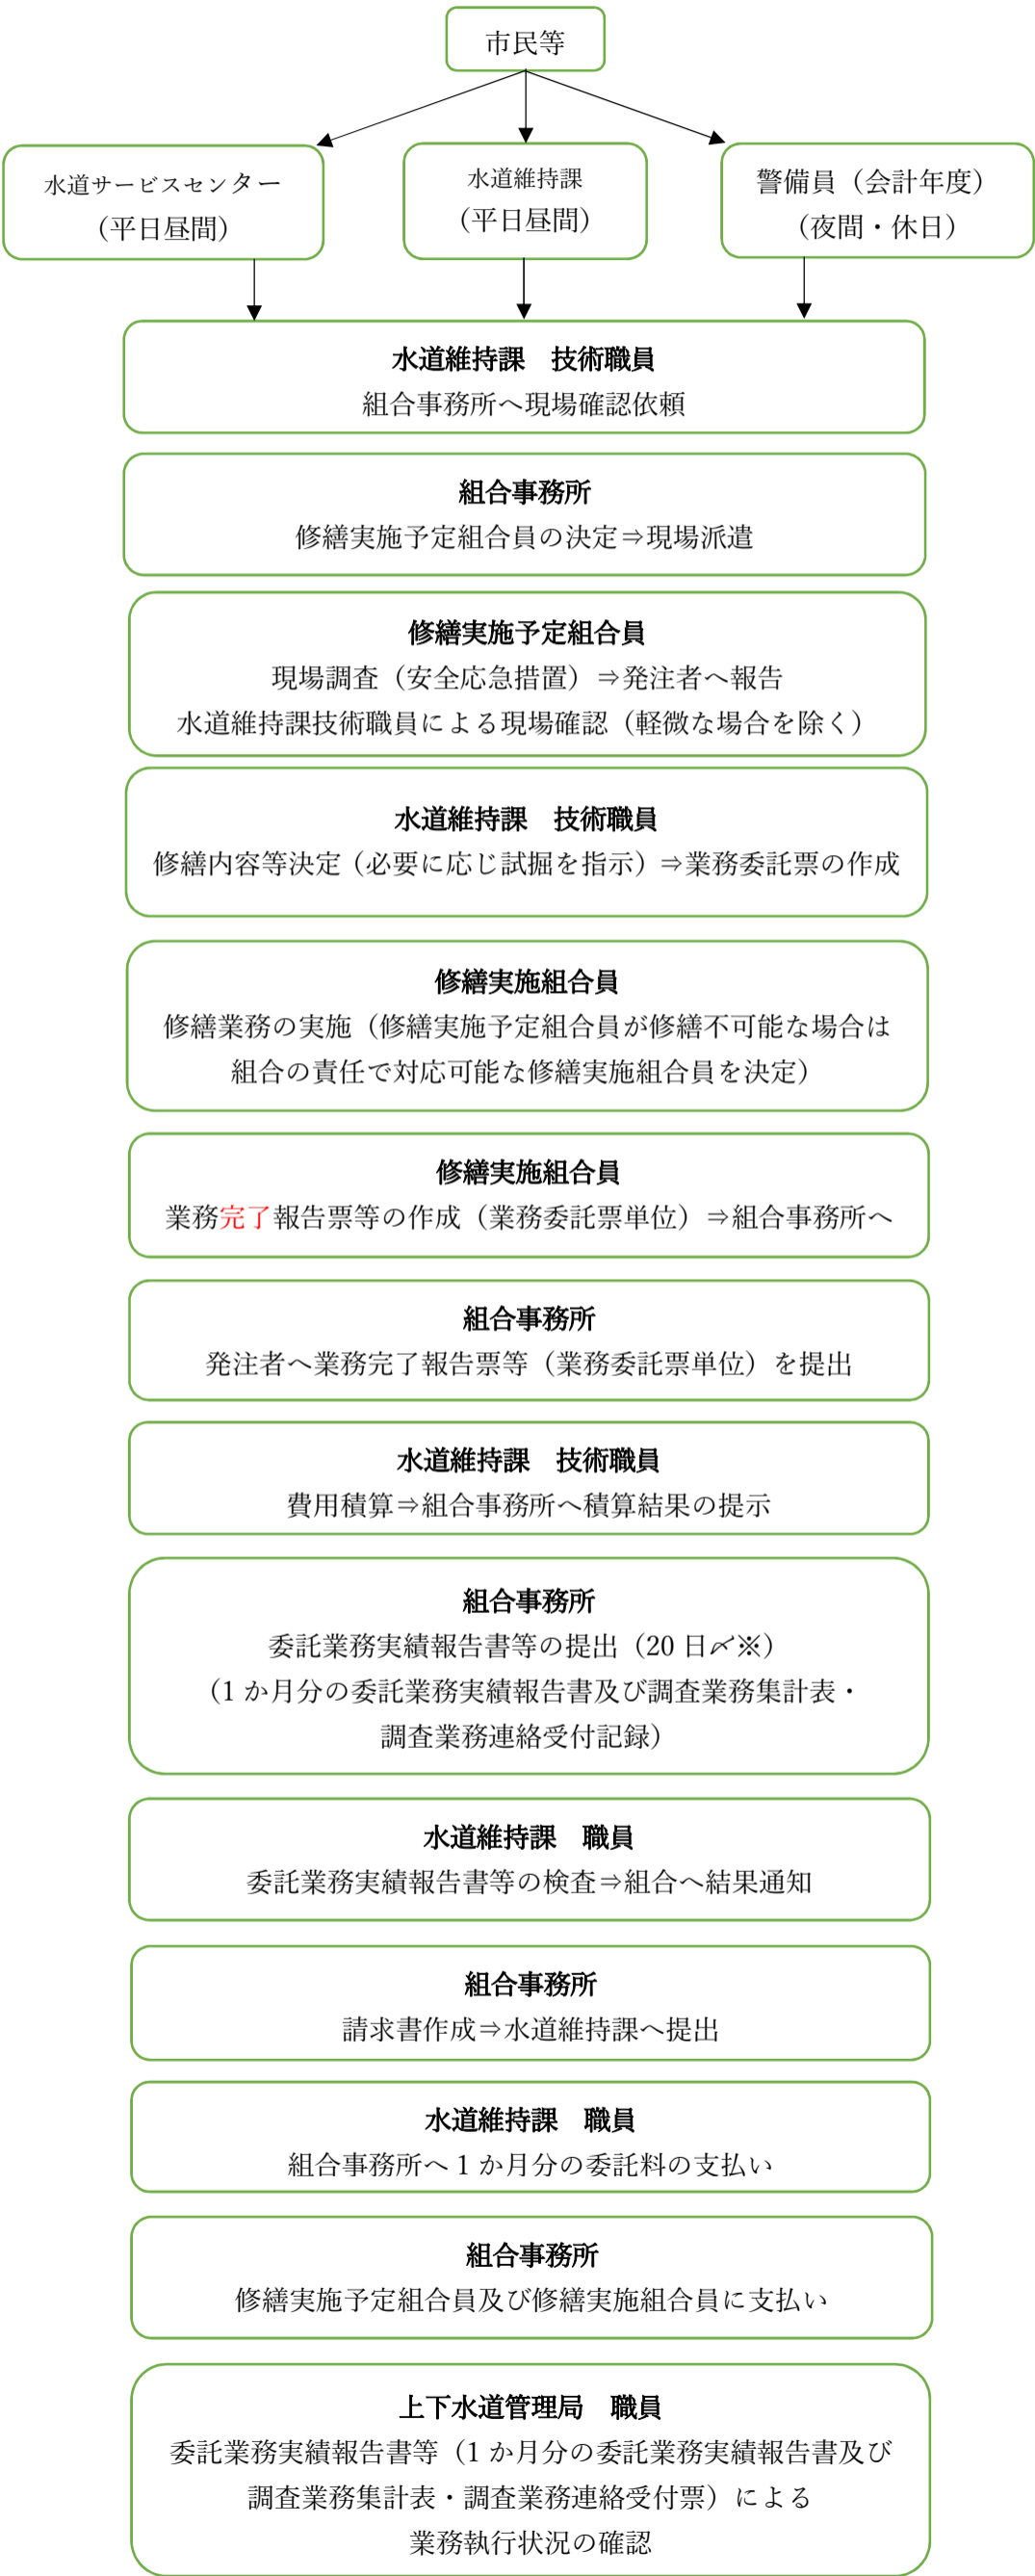 市民等
水道サービスセンター
（平日昼間）
水道維持課
（平日昼間）
警備員（会計年度）
（夜間・休日）
水道維持課　技術職員
組合事務所へ現場確認依頼
組合事務所
修繕実施予定組合員の決定⇒現場派遣
修繕実施予定組合員
現場調査（安全応急措置）⇒発注者へ報告
水道維持課技術職員による現場確認（軽微な場合を除く）
水道維持課　技術職員
修繕内容等決定（必要に応じ試掘を指示）⇒業務委託票の作成
修繕実施組合員
修繕業務の実施（修繕実施予定組合員が修繕不可能な場合は
組合の責任で対応可能な修繕実施組合員を決定）
修繕実施組合員
業務完了報告票等の作成（業務委託票単位）⇒組合事務所へ
組合事務所
発注者へ業務完了報告票等（業務委託票単位）を提出
水道維持課　技術職員
費用積算⇒組合事務所へ積算結果の提示
組合事務所
委託業務実績報告書等の提出（20 日〆※）
（1 か月分の委託業務実績報告書及び調査業務集計表・
調査業務連絡受付記録）
水道維持課　職員
委託業務実績報告書等の検査⇒組合へ結果通知
組合事務所
請求書作成⇒水道維持課へ提出
水道維持課　職員
組合事務所へ 1 か月分の委託料の支払い
組合事務所
修繕実施予定組合員及び修繕実施組合員に支払い
上下水道管理局　職員
委託業務実績報告書等（1 か月分の委託業務実績報告書及び
調査業務集計表・調査業務連絡受付票）による
業務執行状況の確認